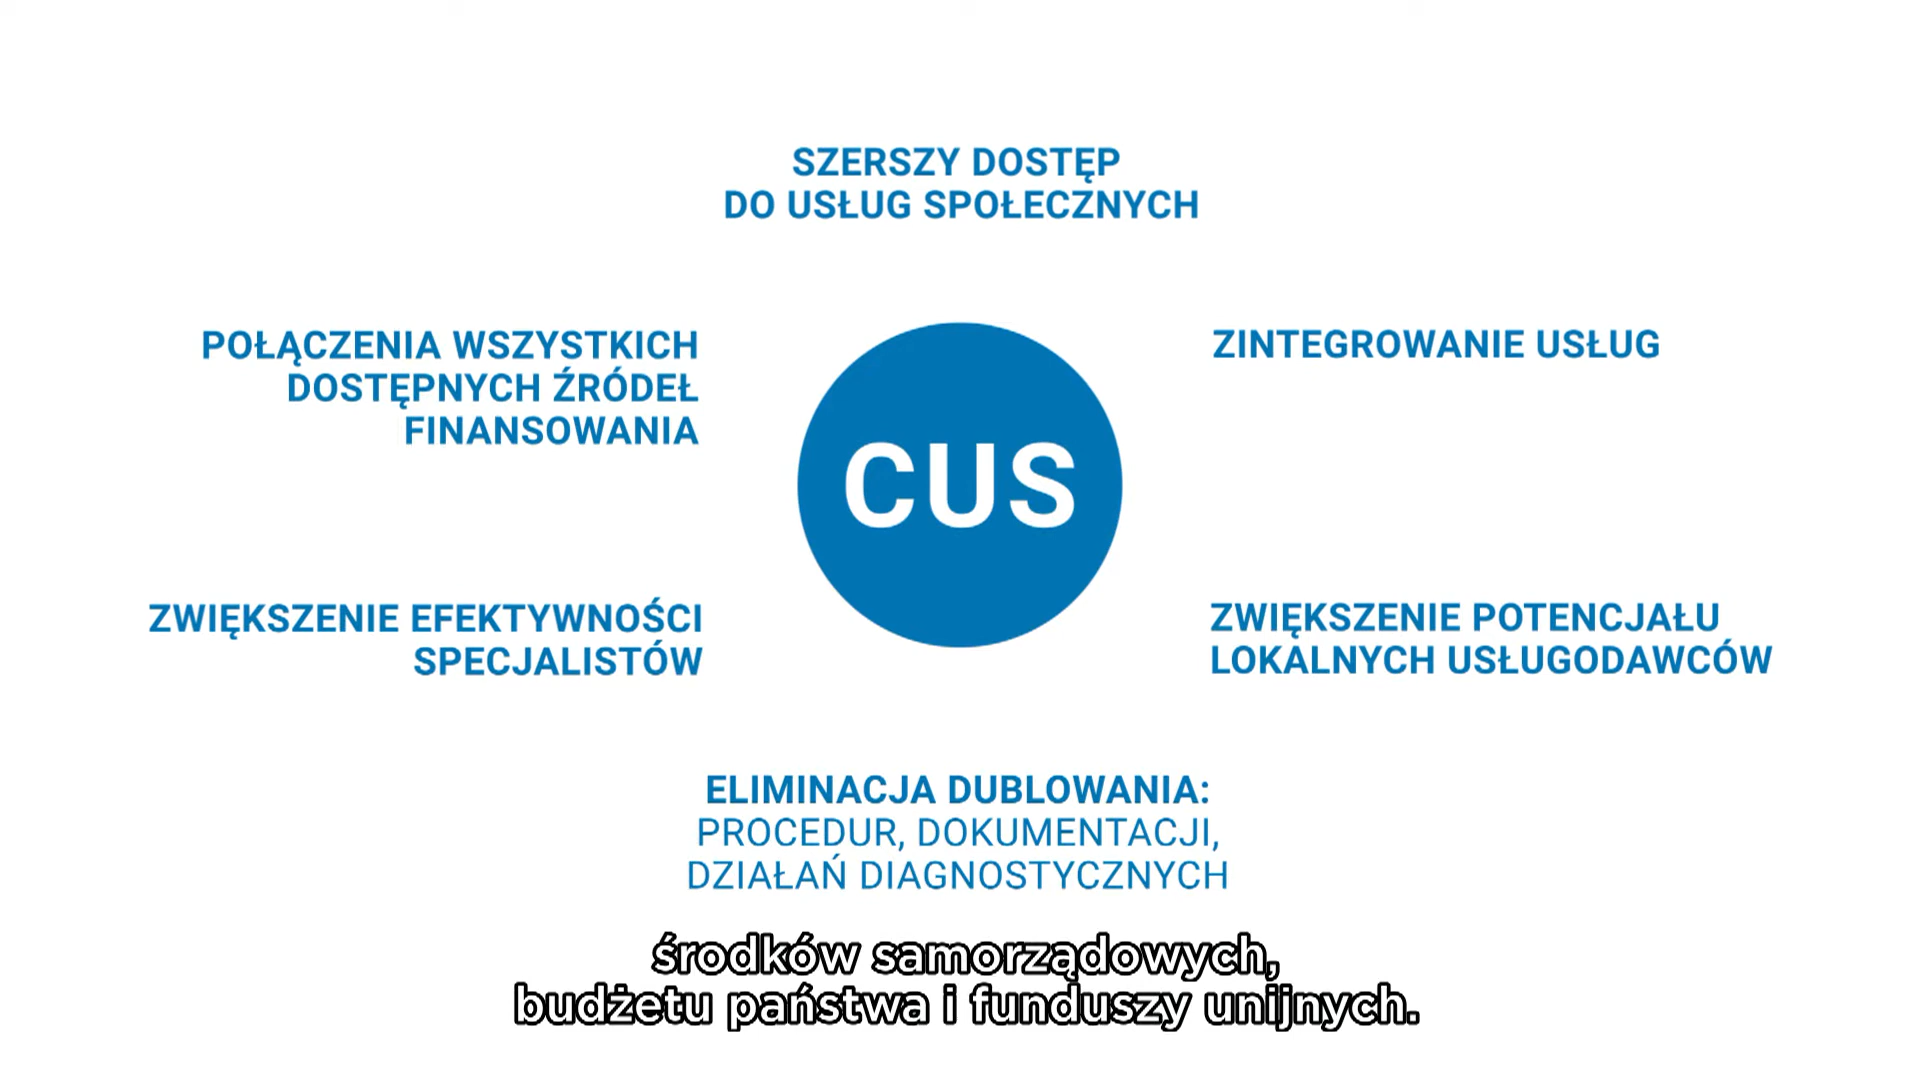 SZERSZY DOSTĘP
DO USŁUG SPOŁECZNYCH
POŁĄCZENIA WSZYSTKICH
DOSTĘPNYCH ŹRÓDEŁ
FINANSOWANIA
ZINTEGROWANIE USŁUG
CUS
ZWIĘKSZENIE EFEKTYWNOŚCI
SPECJALISTÓW
ZWIĘKSZENIE POTENCJAŁU
LOKALNYCH USŁUGODAWCÓW
ELIMINACJA DUBLOWANIA:
PROCEDUR, DOKUMENTACJI,
DZIAŁAŃ DIAGNOSTYCZNYCH
środków samorządowych,
budżetu państwa i funduszy unijnych.